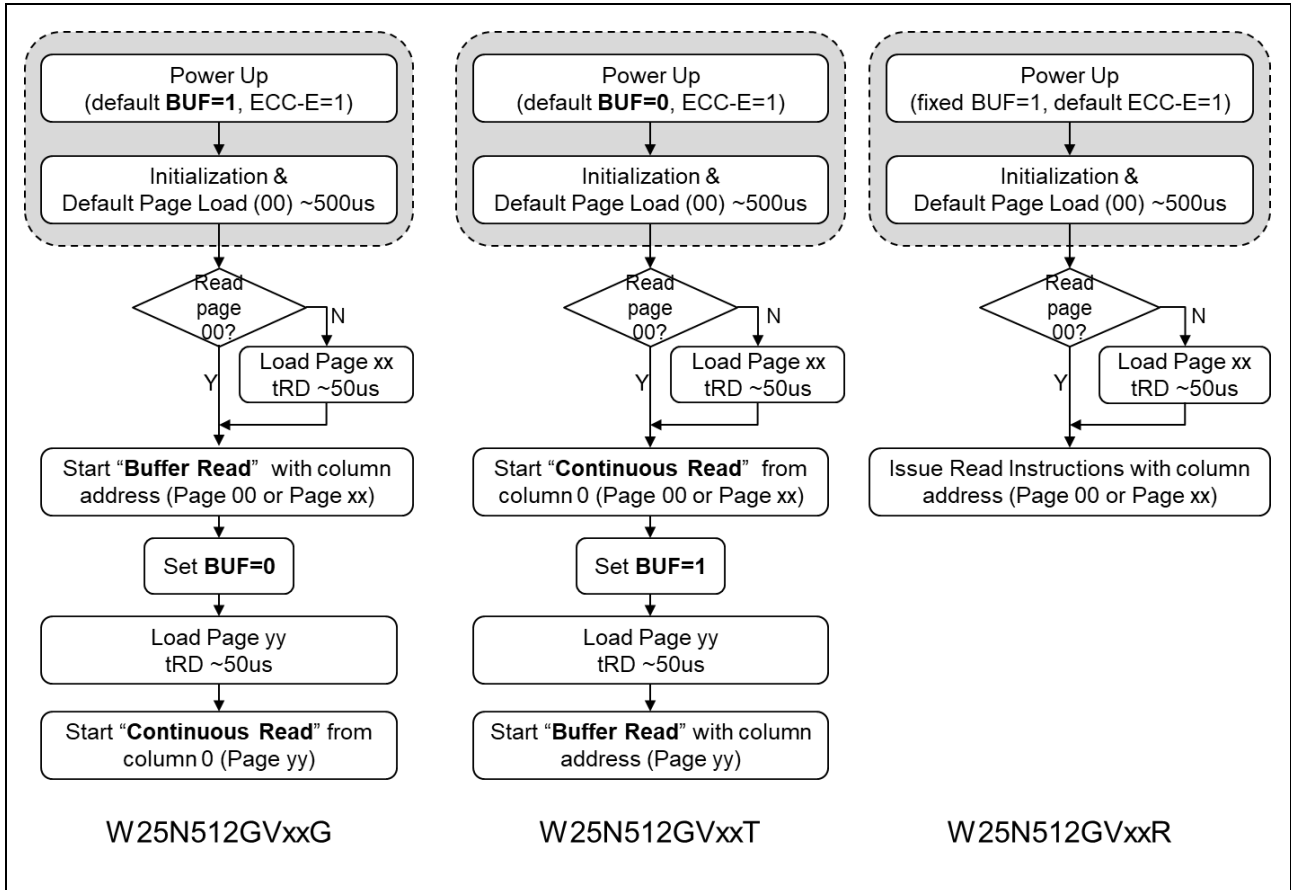 Power Up
(default BUF=1, ECC-E=1)
Initialization &
Default Page Load (00) ~500us
Read
page
00?
N
Load Page xx
tRD ~50us
Y
Start “Buffer Read” with column
address (Page 00 or Page xx)
Set BUF=0
Load Page yy
tRD ~50us
Start “Continuous Read” from
column 0 (Page yy)
W25N512GVxxG
Power Up
(default BUF=0, ECC-E=1)
Initialization &
Default Page Load (00) ~500us
Read
page
00?
N
Load Page xx
tRD ~50us
Y
Start “Continuous Read” from
column 0 (Page 00 or Page xx)
Set BUF=1
Load Page yy
tRD ~50us
Start “Buffer Read” with column
address (Page yy)
W25N512GVxxT
Power Up
(fixed BUF=1, default ECC-E=1)
Initialization &
Default Page Load (00) ~500us
Read
page
00?
N
Load Page xx
tRD ~50us
Y
Issue Read Instructions with column
address (Page 00 or Page xx)
W25N512GVxxR